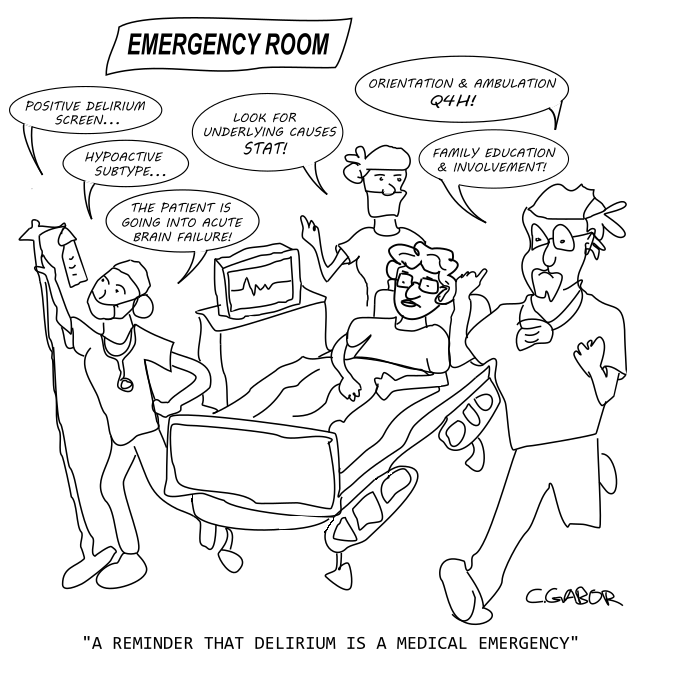 EMERGENCY ROOM
POSITIVE DELIRIUM
SCREEN...
HYPOACTIVE
SUBTYPE...
THE PATIENT IS
GOING INTO ACUTE
BRAIN FAILURE!
LOOK FOR
UNDERLYING CAUSES
STAT!
ORIENTATION & AMBULATION
Q4H!
FAMILY EDUCATION
& INVOLVEMENT!
C.GABOR
"A REMINDER THAT DELIRIUM IS A MEDICAL EMERGENCY"